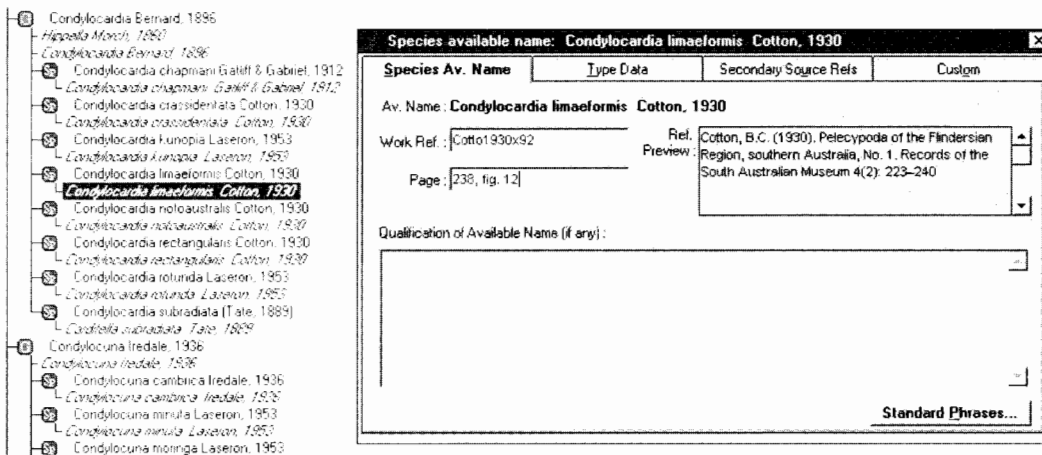 Condylocardia Bernard, 1896
Hippella Morch, 1860
Condylocardia Bernard, 1896
Condylocardia chapmani Gatliff & Gabriel, 1912
Condylocardia chapmani Gatliff & Gabriel, 1912
Condylocardia crassidentata Cotton, 1930
Condylocardia crassidentata Cotton, 1930
Condylocardia kunopia Laseron, 1953
Condylocardia kunopia Laseron, 1953
Condylocardia limaeformis Cotton, 1930
Condylocardia limaeformis Cotton, 1930
Condylocardia notoaustralis Cotton, 1930
Condylocardia notoaustralis Cotton, 1930
Condylocardia rectangularis Cotton, 1930
Condylocardia rectangularis Cotton, 1930
Condylocardia rotunda Laseron, 1953
Condylocardia rotunda Laseron, 1953
Condylocardia subradiata (Tate, 1889)
Carditella subradiata Tate, 1889
Condylocuna Iredale, 1936
Condylocuna Iredale, 1936
Condylocuna cambrica Iredale, 1936
Condylocuna cambrica Iredale, 1936
Condylocuna minuta Laseron, 1953
Condylocuna minuta Laseron, 1953
Condylocuna moringa Laseron, 1953
Species available name: Condylocardia limaeformis Cotton, 1930
Species Av. Name
Type Data
Secondary Source Refs
Custom
Av. Name : Condylocardia limaeformis Cotton, 1930
Work Ref. : Cotto1930x92
Page : 238, fig. 12
Ref. Preview :
Cotton, B.C. (1930). Pelecypoda of the Flindersian
Region, southern Australia, No. 1. Records of the
South Australian Museum 4(2): 223–240
Qualification of Available Name (if any) :
Standard Phrases...